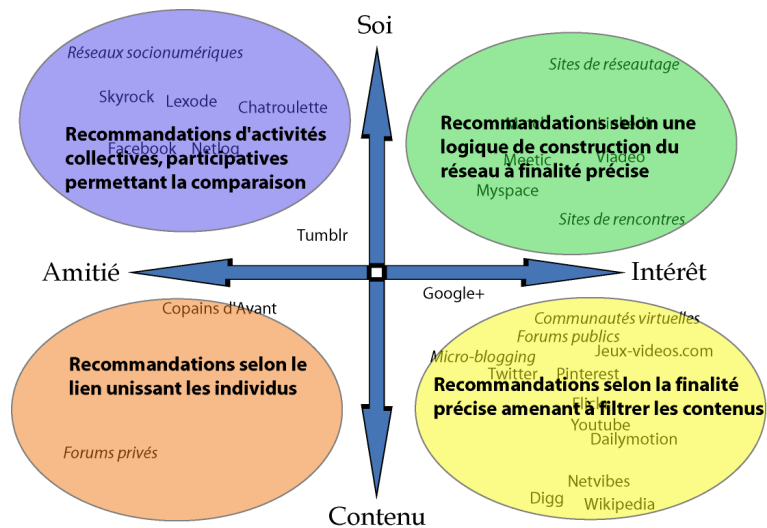 Soi
Réseaux socionumériques
Skyrock
Lexode
Chatroulette
Recommandations d'activités
collectives, participatives
permettant la comparaison
Facebook
Netlog
Sites de réseautage
Recommandations selon une
logique de construction du
réseau à finalité précise
LinkedIn
Meetic
Viadeo
Myspace
Sites de rencontres
Tumblr
Amitié
Intérêt
Google+
Copains d'Avant
Recommandations selon le
lien unissant les individus
Forums privés
Communautés virtuelles
Forums publics
Jeux-videos.com
Micro-blogging
Twitter
Pinterest
Recommandations selon la finalité
précise amenant à filtrer les contenus
Flickr
Youtube
Dailymotion
Netvibes
Digg
Wikipedia
Contenu